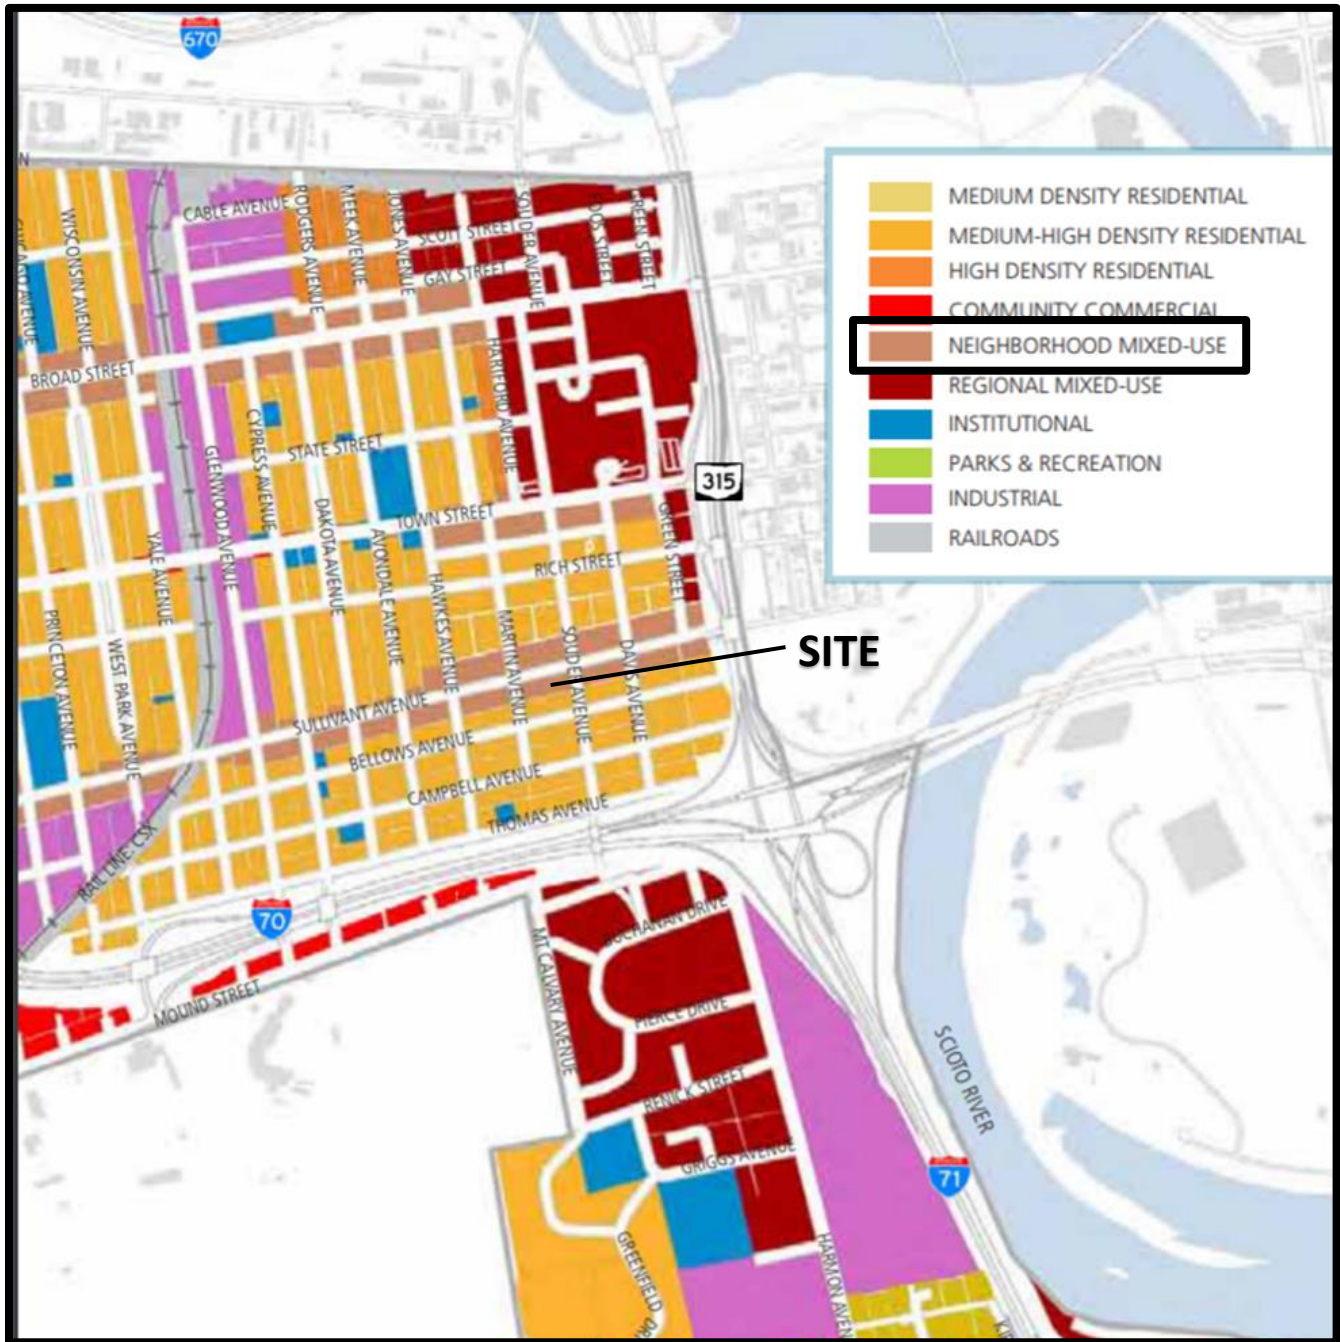 670
N
CABLE AVENUE
RODGERS AVENUE
MEEK AVENUE
JONES AVENUE
SCOTT STREET
SOUDER AVENUE
GREEN STREET
WISCONSIN AVENUE
GAY STREET
BROAD STREET
HARTFORD AVENUE
MEDIUM DENSITY RESIDENTIAL
MEDIUM-HIGH DENSITY RESIDENTIAL
HIGH DENSITY RESIDENTIAL
COMMUNITY COMMERCIAL
NEIGHBORHOOD MIXED-USE
REGIONAL MIXED-USE
INSTITUTIONAL
PARKS & RECREATION
INDUSTRIAL
RAILROADS
CYPRESS AVENUE
STATE STREET
GLENWOOD AVENUE
315
DAKOTA AVENUE
TOWN STREET
GREEN STREET
YALE AVENUE
AVONDALE AVENUE
RICH STREET
HAWKES AVENUE
PRINCETON AVENUE
WEST PARK AVENUE
MARTIN AVENUE
SOUDER AVENUE
DAVIS AVENUE
SITE
SULLIVANT AVENUE
BELLOWS AVENUE
CAMPBELL AVENUE
THOMAS AVENUE
RAIL LINE: CSX
70
MOUND STREET
MT. CALVARY AVENUE
BUCHANAN DRIVE
PIERCE DRIVE
RENICK STREET
GRIGGS AVENUE
SCIOTO RIVER
71
GREENFIELD DR
HARMON AVEN